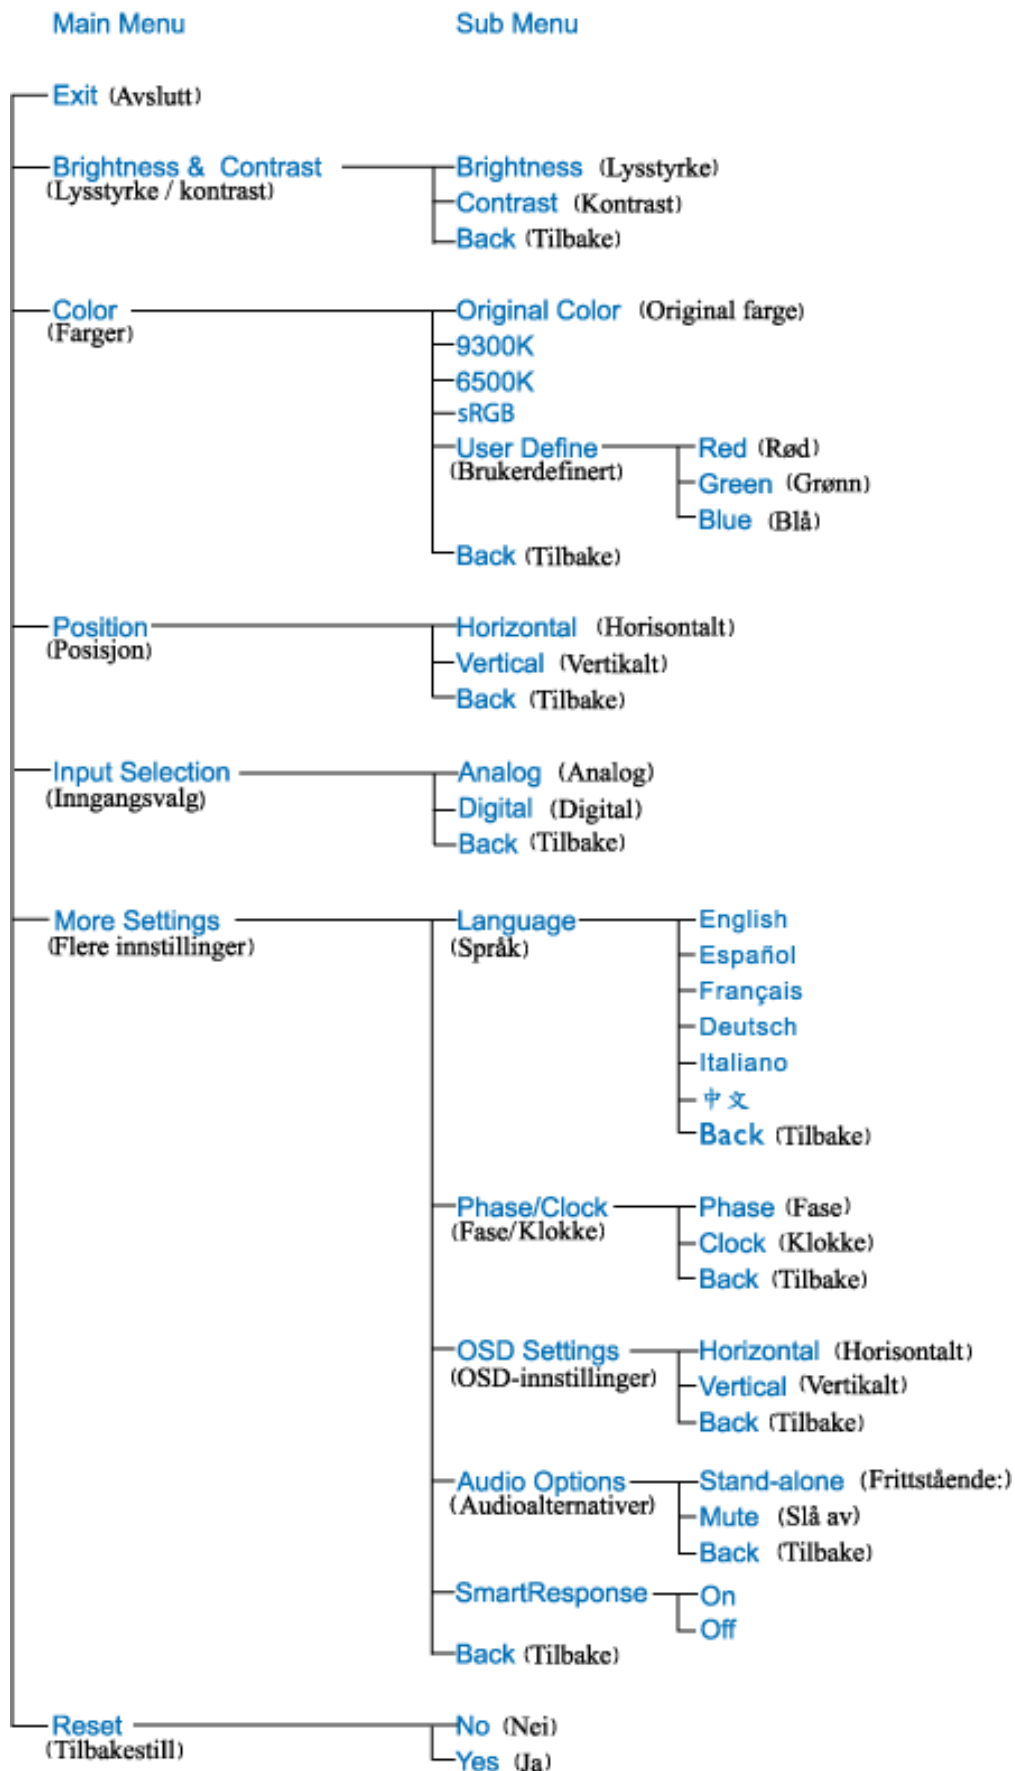 Main Menu Sub Menu
Exit (Avslutt)
Brightness & Contrast Brightness (Lysstyrke)
(Lysstyrke / kontrast) Contrast (Kontrast)
Back (Tilbake)
Color Original Color (Original farge)
(Farger) 9300K
6500K
sRGB
User Define Red (Rød)
(Brukerdefinert) Green (Grønn)
Blue (Blå)
Back (Tilbake)
Position Horizontal (Horisontalt)
(Posisjon) Vertical (Vertikalt)
Back (Tilbake)
Input Selection Analog (Analog)
(Inngangsvalg) Digital (Digital)
Back (Tilbake)
More Settings Language English
(Flere innstillinger) (Språk) Español
Français
Deutsch
Italiano
中文
Back (Tilbake)
Phase/Clock Phase (Fase)
(Fase/Klokke) Clock (Klokke)
Back (Tilbake)
OSD Settings Horizontal (Horisontalt)
(OSD-innstillinger) Vertical (Vertikalt)
Back (Tilbake)
Audio Options Stand-alone (Frittstående:)
(Audioalternativer) Mute (Slå av)
Back (Tilbake)
SmartResponse On
Off
Back (Tilbake)
Reset No (Nei)
(Tilbakestill) Yes (Ja)